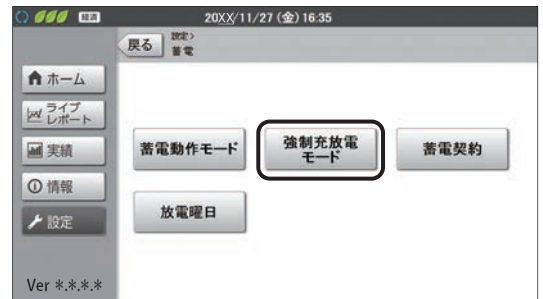 経済 20XX/11/27 (金) 16:35
戻る
設定>
蓄電
ホーム
ライブ
レポート
実績
情報
設定
蓄電動作モード
強制充放電
モード
蓄電契約
放電曜日
Ver *.*.*.*